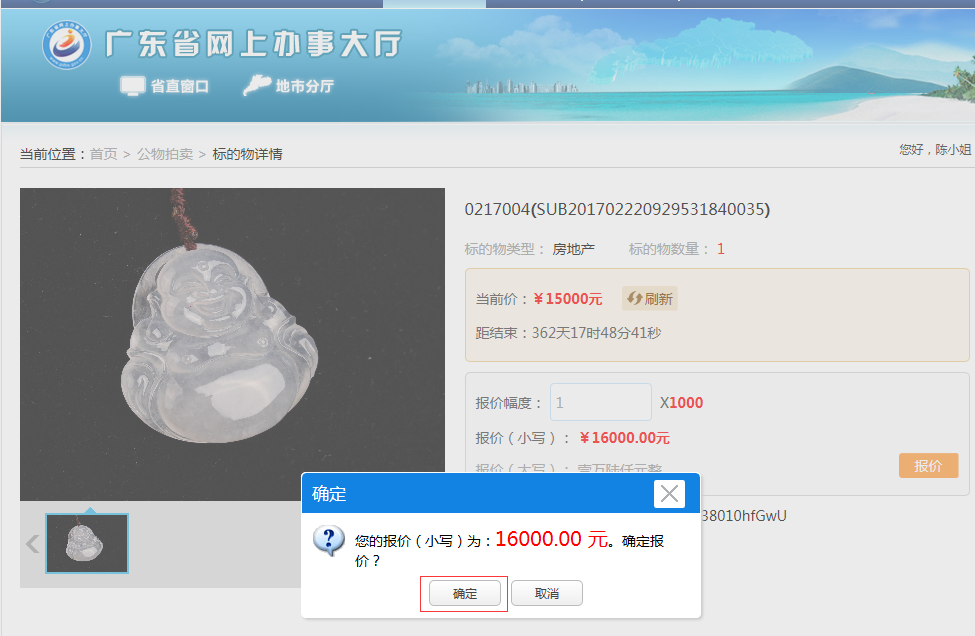 广东省网上办事大厅
省直窗口 地市分厅
当前位置：首页 > 公物拍卖 > 标的物详情
您好，陈小姐
0217004(SUB201702220929531840035)
标的物类型： 房地产 标的物数量： 1
当前价：￥15000元 刷新
距结束：362天17时48分41秒
报价幅度： 1 X1000
报价（小写）： ￥16000.00元
报价（大写）： 壹万陆仟元整
报价
38010hfGwU
确定
您的报价（小写）为：16000.00 元。确定报
价？
确定 取消